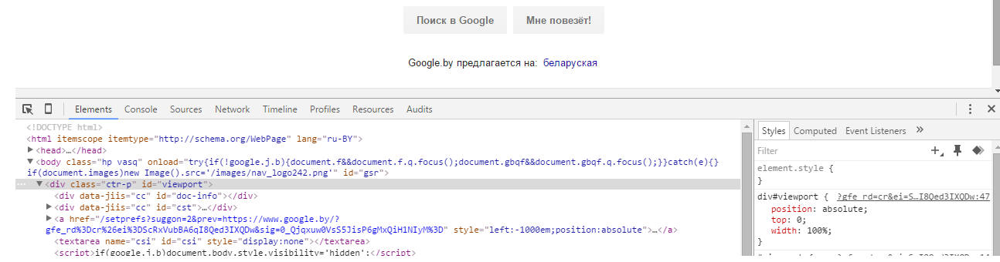 Поиск в Google Мне повезёт!
Google.by предлагается на: беларуская
Elements Console Sources Network Timeline Profiles Resources Audits
<!DOCTYPE html>
<html itemscope itemtype="http://schema.org/WebPage" lang="ru-BY">
<head>…</head>
<body class="hp vasq" onload="try{if(!google.j.b){document.f&&document.f.q.focus();document.gbqf&&document.gbqf.q.focus();}}catch(e){}
if(document.images)new Image().src='/images/nav_logo242.png'" id="gsr">
<div class="ctr-p" id="viewport">
<div data-jiis="cc" id="doc-info"></div>
<div data-jiis="cc" id="cst">…</div>
<a href="/setprefs?suggon=2&prev=https://www.google.by/?
gfe_rd%3Dcr%26ei%3DScRxVubBA6qI8Qed3IXQDw&sig=0_Qjqxuw0VsS5JisP6gMxQiH1NIyM%3D" style="left:-1000em;position:absolute">…</a>
<textarea name="csi" id="csi" style="display:none"></textarea>
<script>if(google.j.b)document.body.style.visibility='hidden';</script>
Styles Computed Event Listeners »
Filter
element.style {
}
div#viewport { ?gfe_rd=cr&ei=S…I8Qed3IXQDw:47
position: absolute;
top: 0;
width: 100%;
}